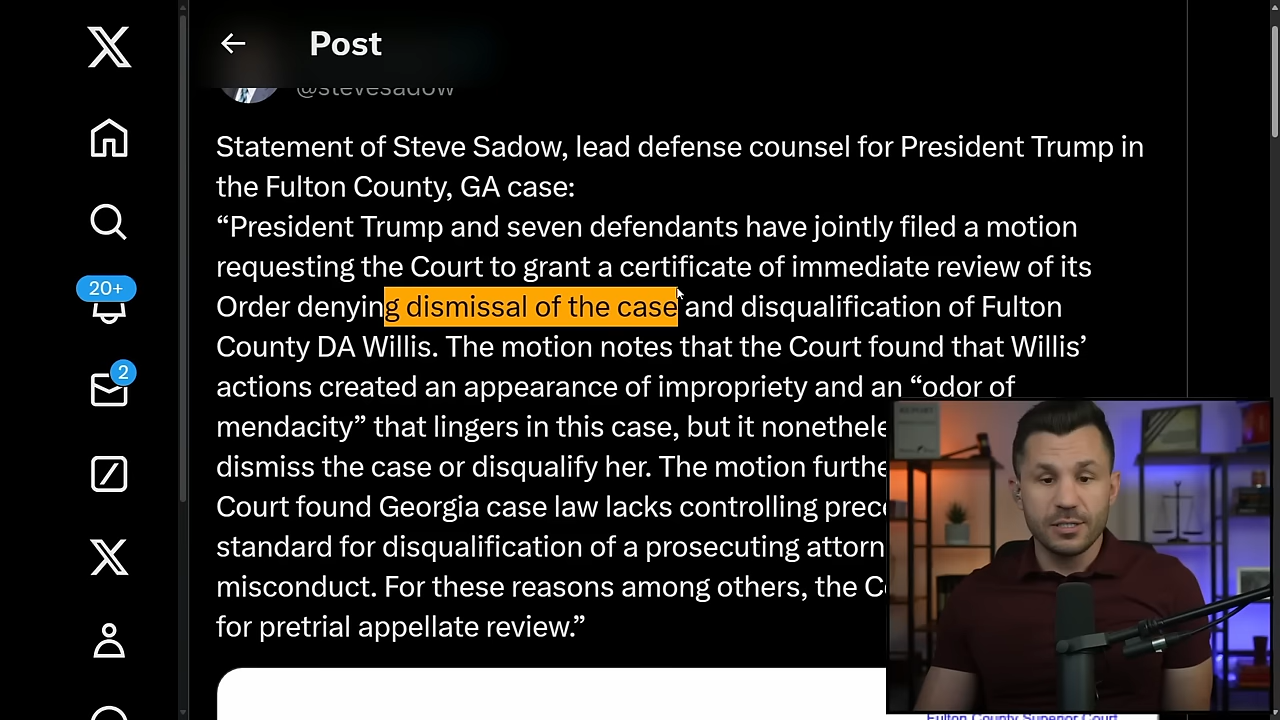 Post
@stevesadow
Statement of Steve Sadow, lead defense counsel for President Trump in
the Fulton County, GA case:
“President Trump and seven defendants have jointly filed a motion
requesting the Court to grant a certificate of immediate review of its
Order denying dismissal of the case and disqualification of Fulton
County DA Willis. The motion notes that the Court found that Willis’
actions created an appearance of impropriety and an “odor of
mendacity” that lingers in this case, but it
dismiss the case or disqualify her. The motion
Court found Georgia case law lacks controlling
standard for disqualification of a prosecuting
misconduct. For these reasons among others, the
for pretrial appellate review.”
20+
2
REPORT
Fulton County Superior Court